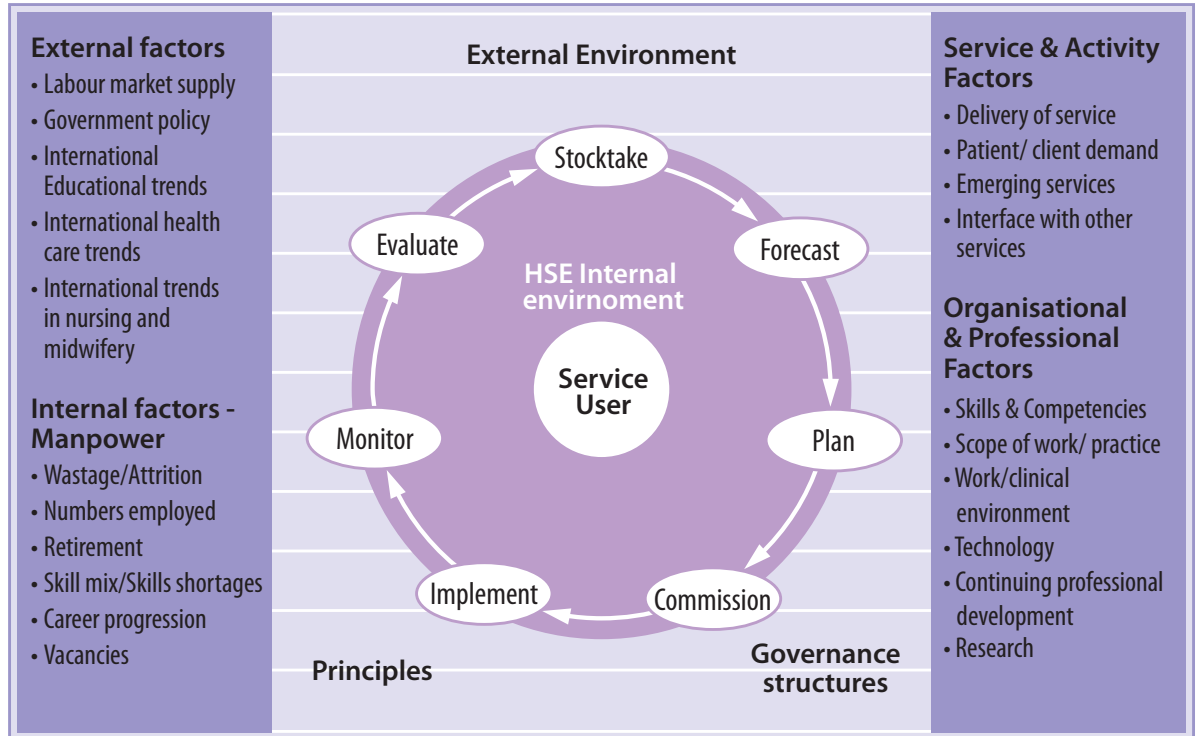 External factors
• Labour market supply
• Government policy
• International
Educational trends
• International health
care trends
• International trends
in nursing and
midwifery
Internal factors -
Manpower
• Wastage/Attrition
• Numbers employed
• Retirement
• Skill mix/Skills shortages
• Career progression
• Vacancies
External Environment
Stocktake
Forecast
Plan
Commission
Implement
Monitor
Evaluate
HSE Internal
envirnoment
Service
User
Principles
Governance
structures
Service & Activity
Factors
• Delivery of service
• Patient/ client demand
• Emerging services
• Interface with other
services
Organisational
& Professional
Factors
• Skills & Competencies
• Scope of work/ practice
• Work/clinical
environment
• Technology
• Continuing professional
development
• Research